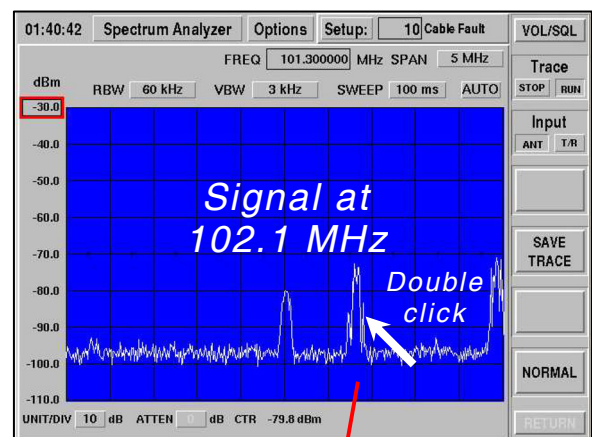 01:40:42 Spectrum Analyzer Options Setup: 10 Cable Fault VOL/SQL
FREQ 101.300000 MHz SPAN 5 MHz
dBm RBW 60 kHz VBW 3 kHz SWEEP 100 ms AUTO
Trace
STOP RUN
Input
ANT T/R
-30.0
-40.0
-50.0
-60.0
-70.0
-80.0
-90.0
-100.0
-110.0
Signal at
102.1 MHz
Double
click
SAVE
TRACE
NORMAL
UNIT/DIV 10 dB ATTEN 0 dB CTR -79.8 dBm
RETURN